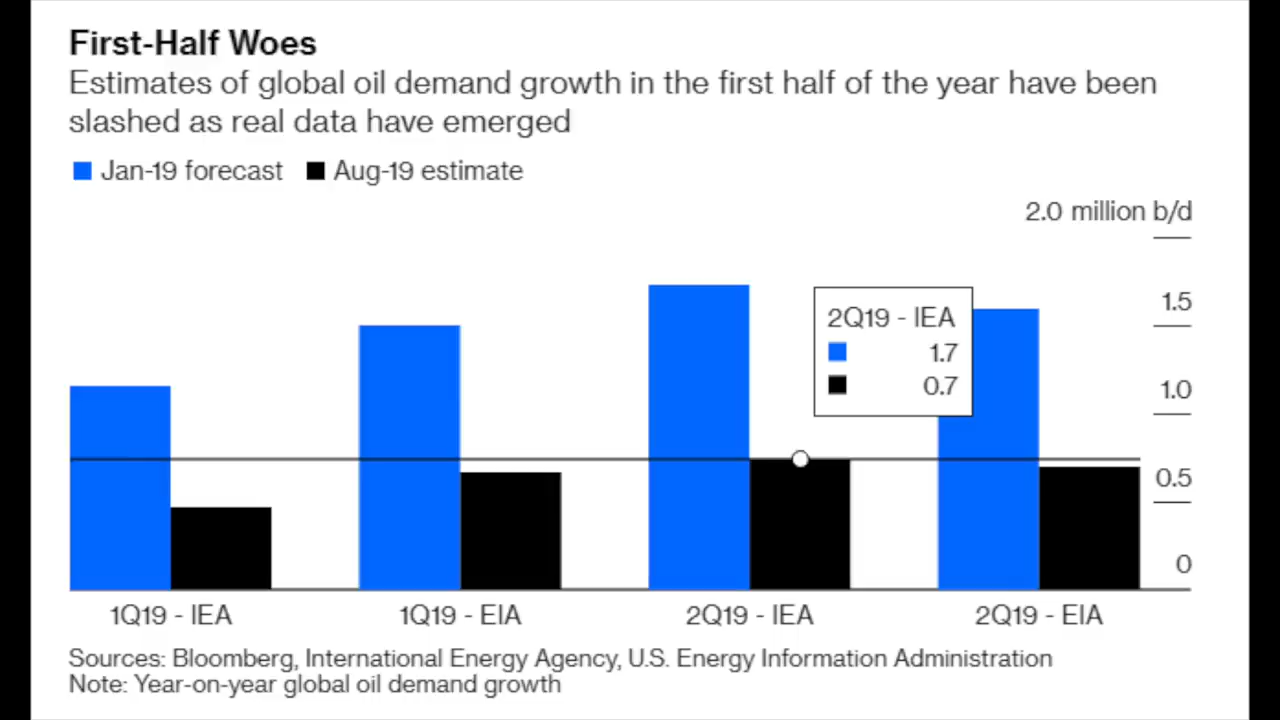 First-Half Woes
Estimates of global oil demand growth in the first half of the year have been
slashed as real data have emerged
Jan-19 forecast Aug-19 estimate
2.0 million b/d
1.5
1.0
0.5
0
2Q19 - IEA
1.7
0.7
1Q19 - IEA 1Q19 - EIA 2Q19 - IEA 2Q19 - EIA
Sources: Bloomberg, International Energy Agency, U.S. Energy Information Administration
Note: Year-on-year global oil demand growth